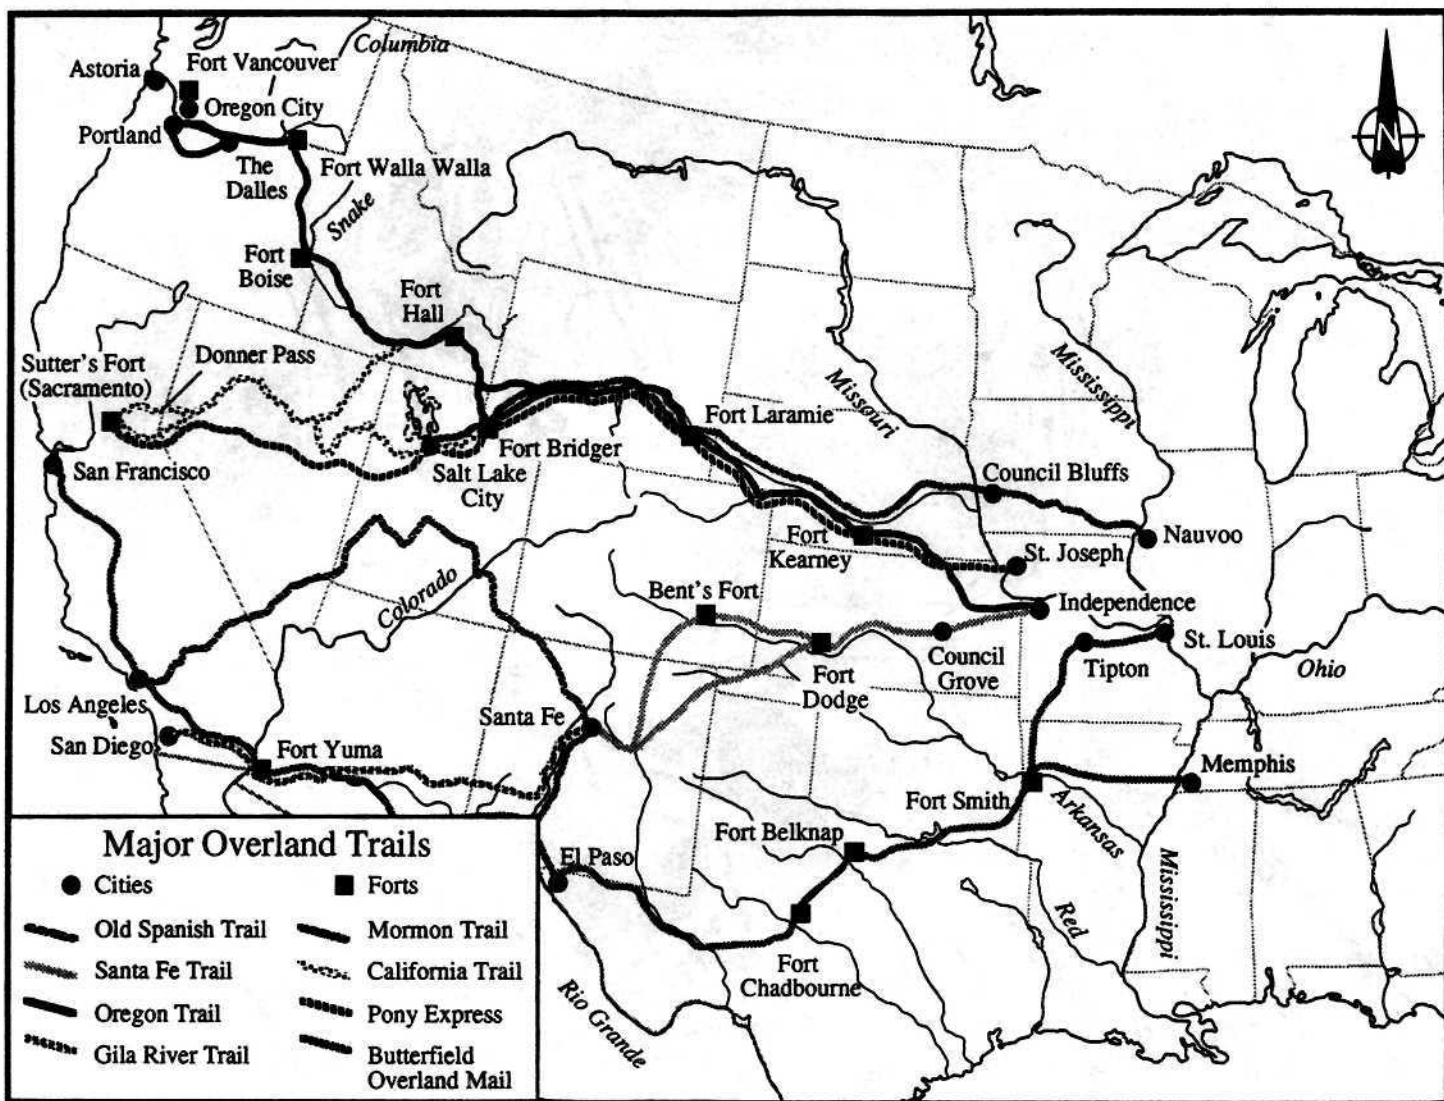 Columbia
Astoria
Fort Vancouver
Oregon City
Portland
The
Dalles
Fort Walla Walla
Snake
Fort
Boise
Fort
Hall
N
Sutter's Fort
(Sacramento)
Donner Pass
Missouri
Mississippi
Fort Laramie
San Francisco
Salt Lake
City
Fort Bridger
Council Bluffs
Nauvoo
Fort
Kearney
St. Joseph
Colorado
Bent's Fort
Independence
St. Louis
Ohio
Tipton
Council
Grove
Fort
Dodge
Los Angeles
San Diego
Santa Fe
Fort Yuma
Memphis
Fort Smith
Arkansas
Fort Belknap
El Paso
Mississippi
Red
Fort
Chadbourne
Rio Grande
Major Overland Trails
Cities
Forts
Old Spanish Trail
Mormon Trail
Santa Fe Trail
California Trail
Oregon Trail
Pony Express
Gila River Trail
Butterfield
Overland Mail